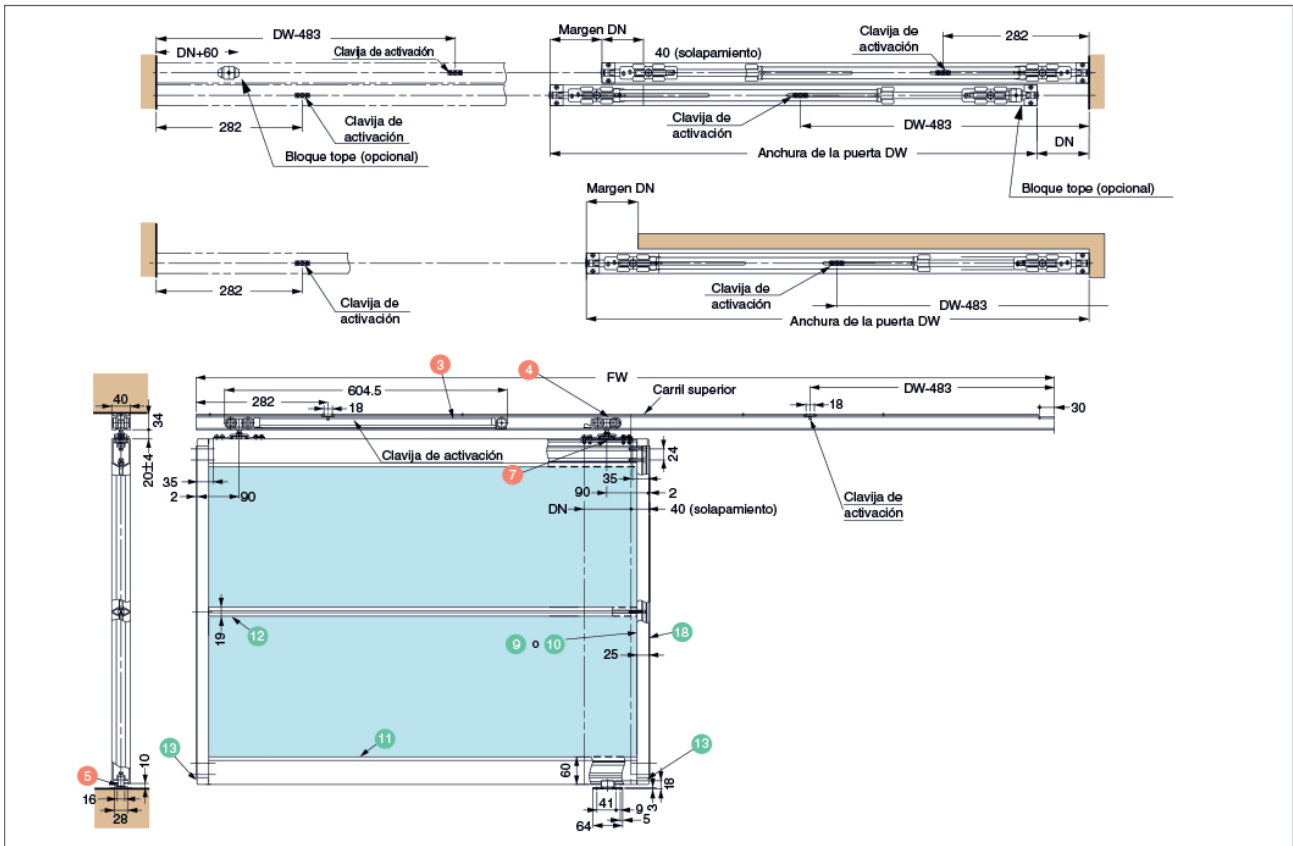 DW-483
DN+60
Clavija de activación
282
Clavija de
activación
Bloque tope (opcional)
Margen DN
40 (solapamiento)
Clavija de
activación
282
Clavija de
activación
DW-483
Anchura de la puerta DW
DN
Bloque tope (opcional)
Margen DN
282
Clavija de
activación
Clavija de
activación
DW-483
Anchura de la puerta DW
3
4
FW
604.5
Carril superior
DW-483
40
282
18
18
30
34
20±4
Clavija de activación
24
7
35
35
2
90
90
2
DN
40 (solapamiento)
Clavija de
activación
19
12
9 o 10
18
25
11
13
13
10
60
5
18
3
16
41
9
28
64
5